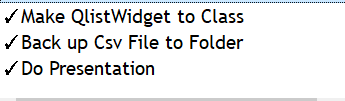 ✓Make QlistWidget to Class
✓Back up Csv File to Folder
✓Do Presentation